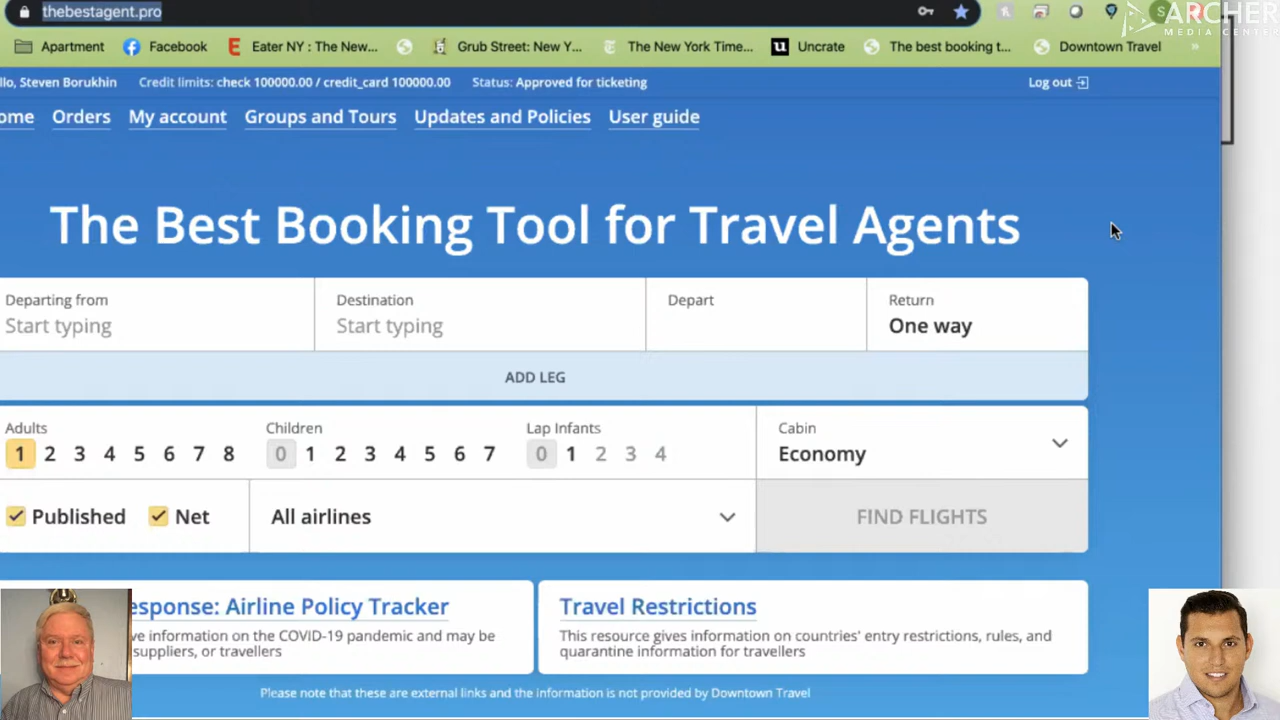 thebestagent.pro
ARCHER
MEDIA CENTER
Apartment Facebook Eater NY : The New... Grub Street: New Y... The New York Time... Uncrate The best booking t... Downtown Travel »
llo, Steven Borukhin Credit limits: check 100000.00 / credit_card 100000.00 Status: Approved for ticketing Log out
ome Orders My account Groups and Tours Updates and Policies User guide
The Best Booking Tool for Travel Agents
Departing from Destination Depart Return
Start typing Start typing One way
ADD LEG
Adults Children Lap Infants Cabin
1 2 3 4 5 6 7 8 0 1 2 3 4 5 6 7 0 1 2 3 4 Economy
Published Net All airlines FIND FLIGHTS
esponse: Airline Policy Tracker Travel Restrictions
ve information on the COVID-19 pandemic and may be This resource gives information on countries' entry restrictions, rules, and
suppliers, or travellers quarantine information for travellers
Please note that these are external links and the information is not provided by Downtown Travel